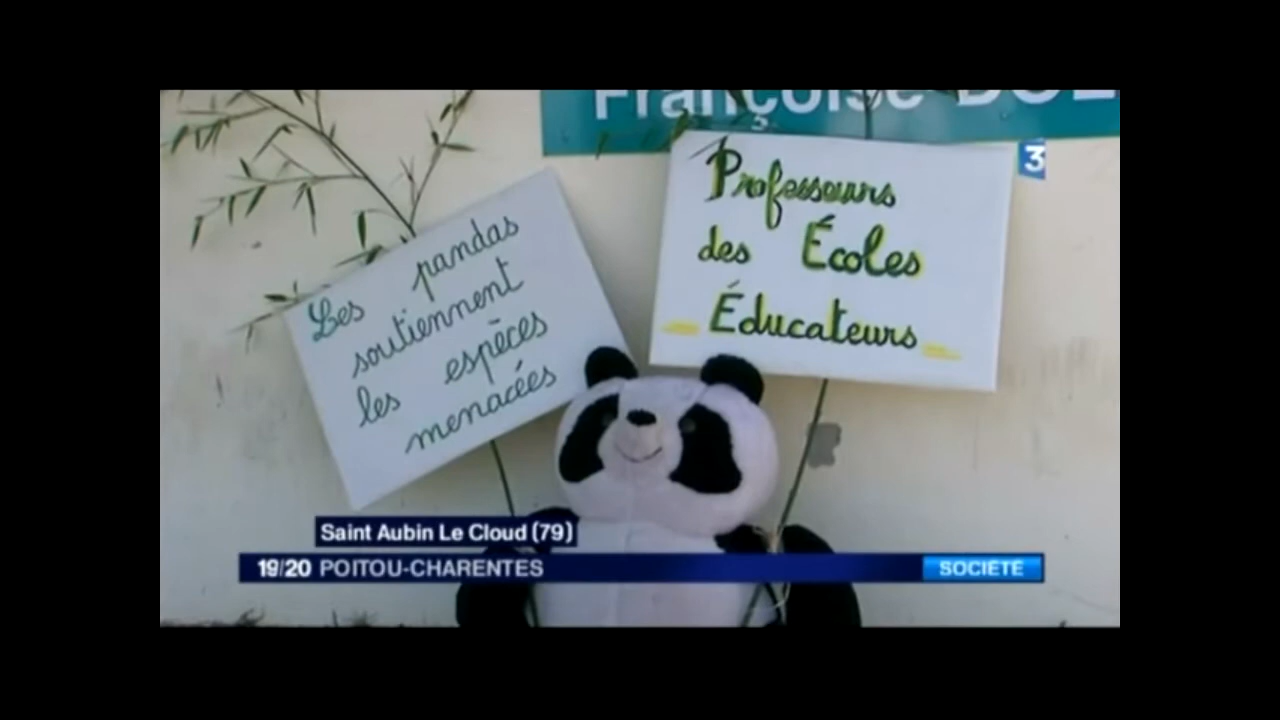 Françoise
3
Professeurs
des Écoles
Éducateurs
Les pandas
soutiennent
les espèces
menacées
Saint Aubin Le Cloud (79)
19/20 POITOU-CHARENTES
SOCIÉTÉ